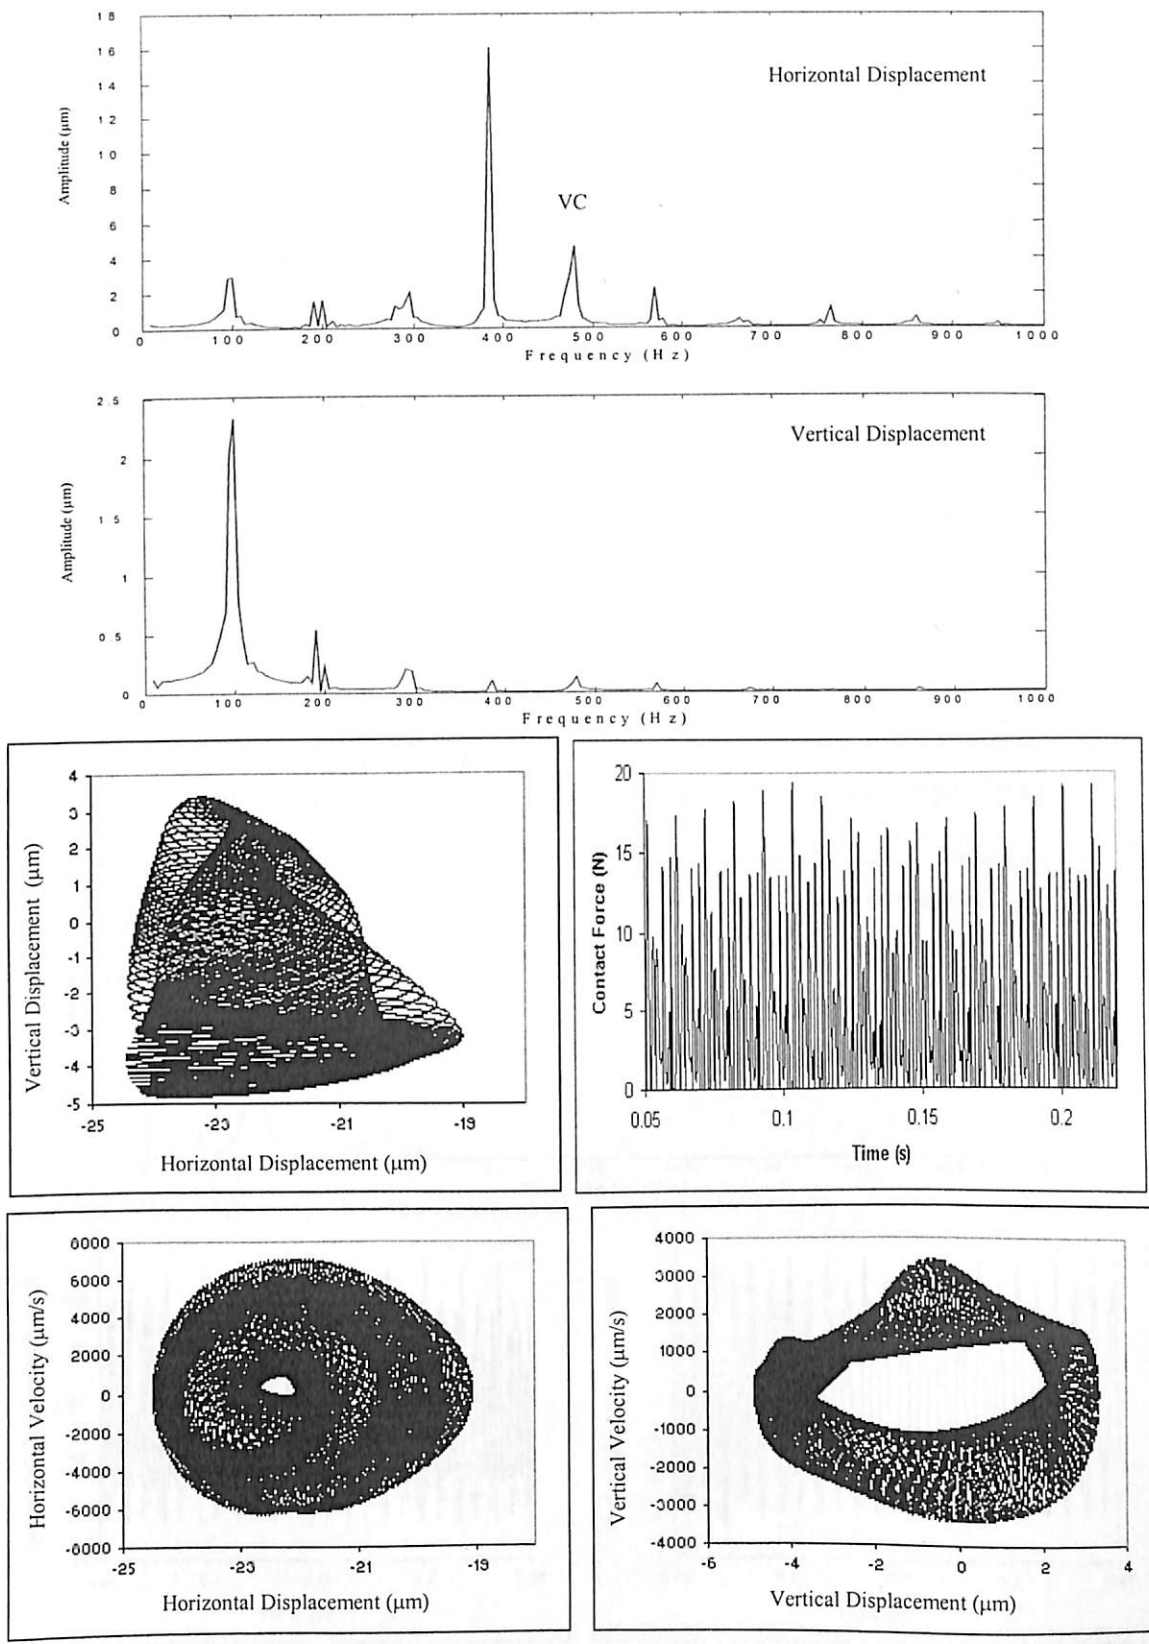 1 8
1 6
1 4
1 2
1 0
8
6
4
2
0
Amplitude (μm)
Horizontal Displacement
VC
0 100 200 300 400 500 600 700 800 900 1000
Frequency (Hz)
2.5
2
1 5
1
0.5
0
Amplitude (μm)
Vertical Displacement
0 100 200 300 400 500 600 700 800 900 1000
Frequency (Hz)
4
3
2
1
0
-1
-2
-3
-4
-5
Vertical Displacement (μm)
-25 -23 -21 -19
Horizontal Displacement (μm)
20
15
10
5
0
Contact Force (N)
0.05 0.1 0.15 0.2
Time (s)
8000
6000
4000
2000
0
-2000
-4000
-6000
-8000
Horizontal Velocity (μm/s)
-25 -23 -21 -19
Horizontal Displacement (μm)
4000
3000
2000
1000
0
-1000
-2000
-3000
-4000
Vertical Velocity (μm/s)
-6 -4 -2 0 2 4
Vertical Displacement (μm)